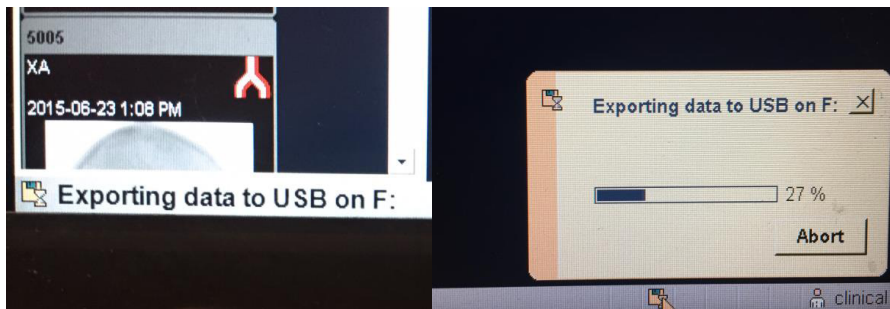 5005
XA
2015-06-23 1:08 PM
Exporting data to USB on F:
Exporting data to USB on F:
27 %
Abort
clinical